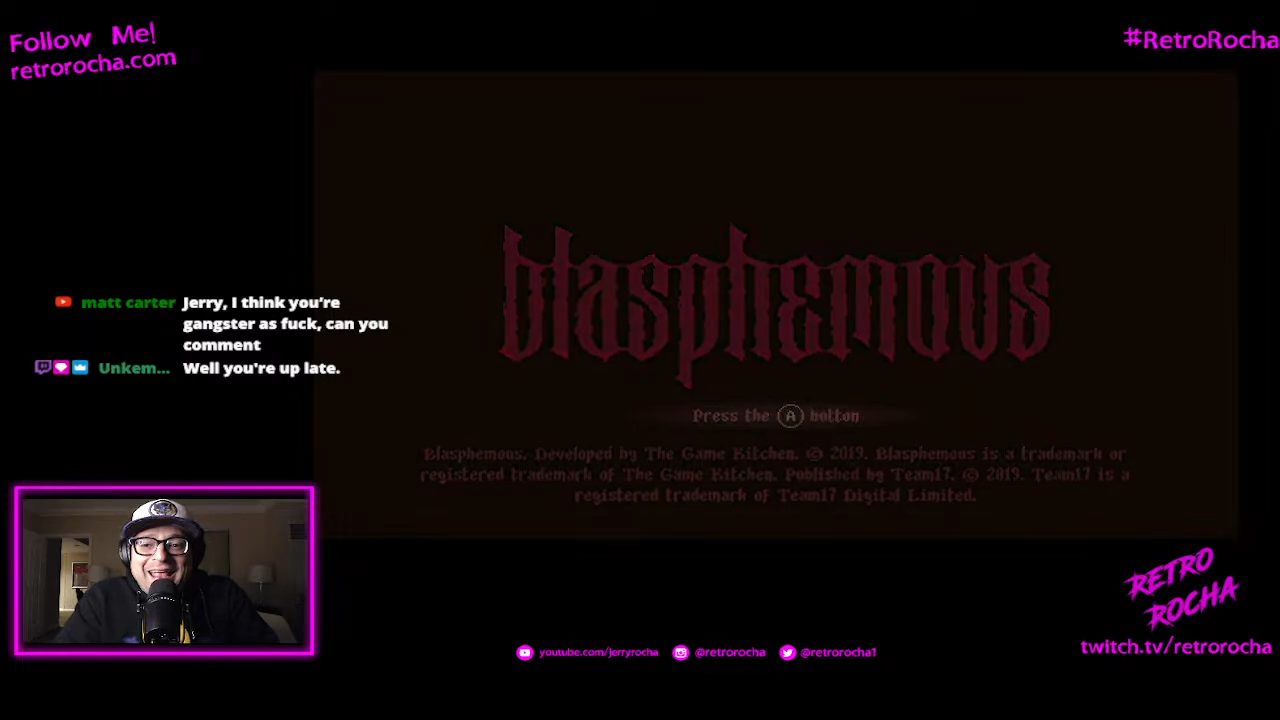 Follow Me!
retrorocha.com
#RetroRocha
blasphemous
matt carter Jerry, I think you're
gangster as fuck, can you
comment
Unkem... Well you're up late.
Press the A button
Blasphemous. Developed by The Game Kitchen. © 2019. Blasphemous is a trademark or
registered trademark of The Game Kitchen. Published by Team17. © 2019. Team17 is a
registered trademark of Team17 Digital Limited.
RETRO
ROCHA
twitch.tv/retrorocha
youtube.com/jerryrocha @retrorocha @retrorocha1